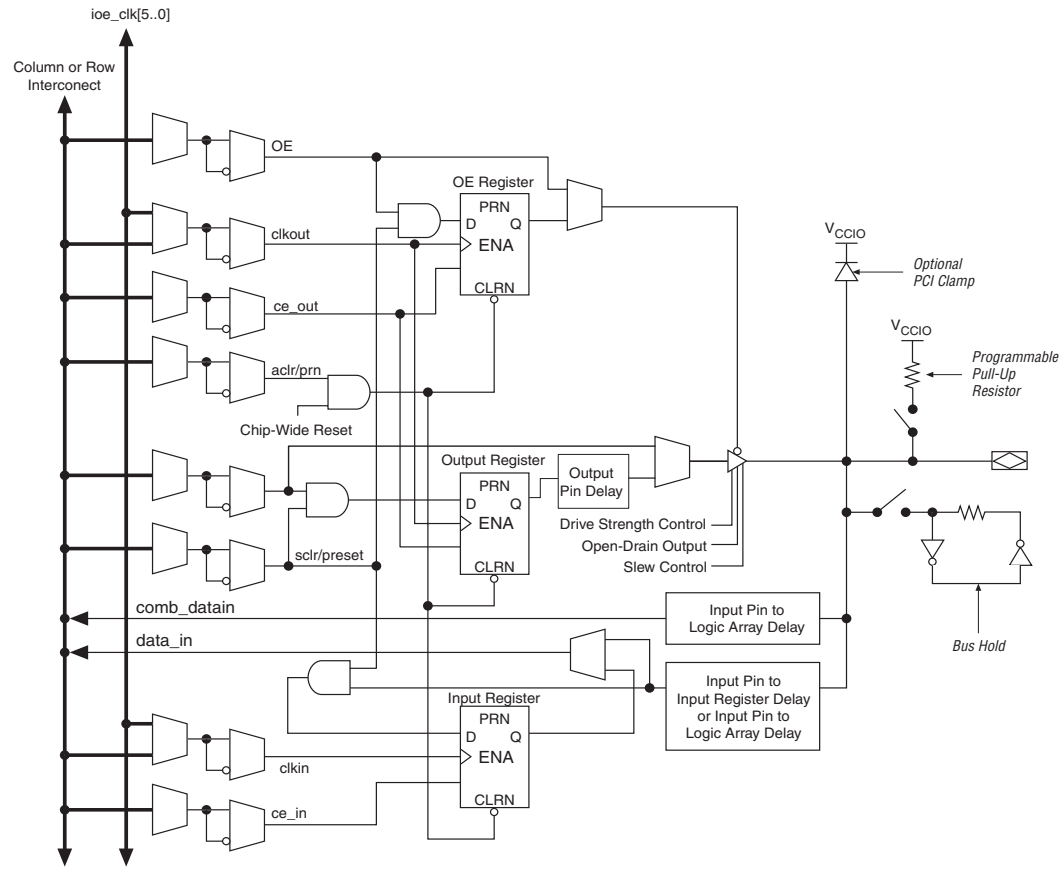 ioe_clk[5..0]
Column or Row
Interconect
OE
OE Register
PRN
D
Q
clkout
ENA
VCCIO
Optional
PCI Clamp
ce_out
CLRN
VCCIO
Programmable
Pull-Up
Resistor
aclr/prn
Chip-Wide Reset
Output Register
PRN
D
Q
ENA
CLRN
Output
Pin Delay
Drive Strength Control
Open-Drain Output
Slew Control
sclr/preset
comb_datain
Input Pin to
Logic Array Delay
Bus Hold
data_in
Input Pin to
Input Register Delay
or Input Pin to
Logic Array Delay
Input Register
PRN
D
Q
ENA
CLRN
clkin
ce_in